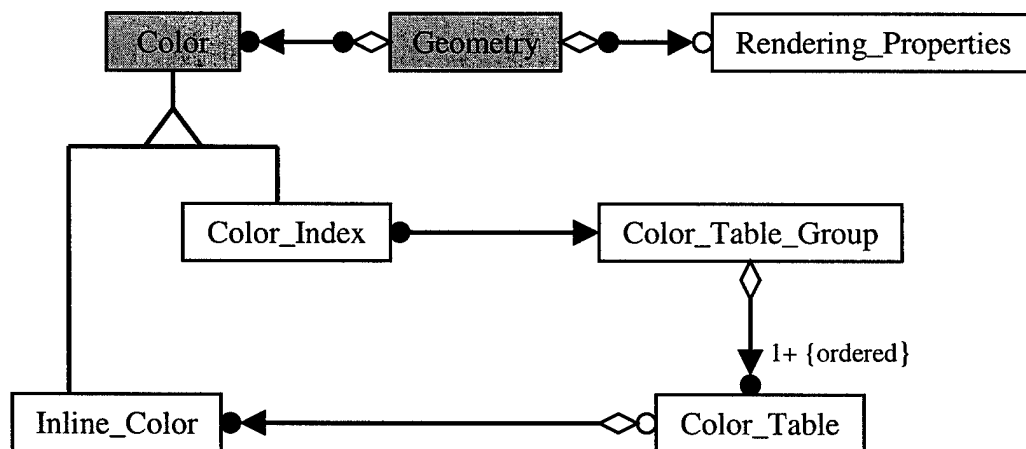 Color
Geometry
Rendering_Properties
Color_Index
Color_Table_Group
1+ {ordered}
Inline_Color
Color_Table